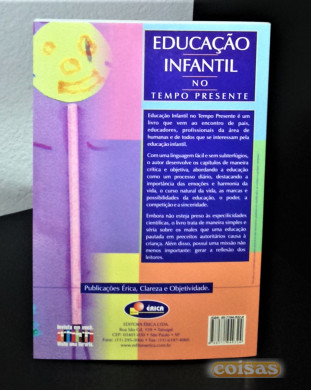 EDUCAÇÃO
INFANTIL
NO
TEMPO PRESENTE
Educação Infantil no Tempo Presente é um
livro que vem ao encontro de pais,
educadores, profissionais da área de
humanas e de todos que se interessam pela
educação infantil.
Com uma linguagem fácil e sem subterfúgios,
o autor desenvolve os capítulos de maneira
crítica e objetiva, abordando a educação
como um processo diário, destacando a
importância das emoções e harmonia da
vida, o curso natural da vida, as marcas e
possibilidades da educação, o poder, a
competição e a sinceridade.
Embora não esteja preso às especificidades
científicas, o livro trata de maneira simples e
séria sobre os males que uma educação
pautada em preceitos autoritários causa à
criança. Além disso, possui uma missão não
menos importante: gerar a reflexão dos
leitores.
Publicações Érica, Clareza e Objetividade.
ÉRICA
EDITORA ÉRICA LTDA.
coisas